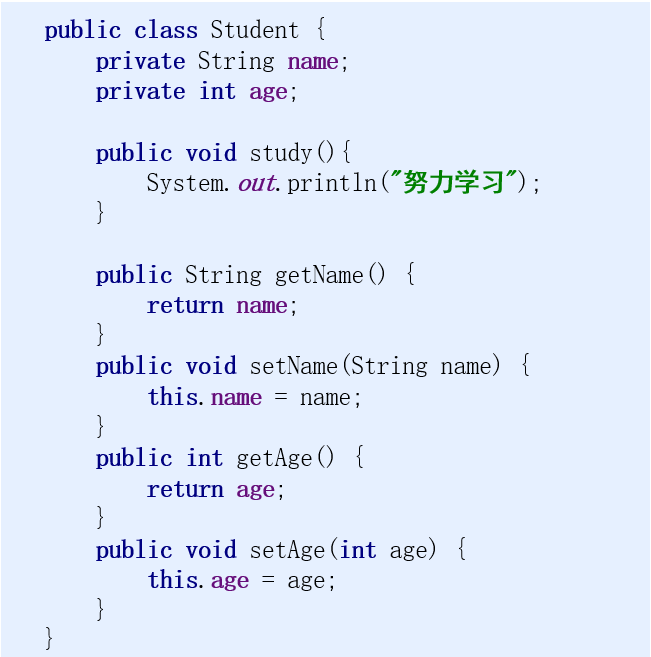 public class Student {
    private String name;
    private int age;

    public void study(){
        System.out.println("努力学习");
    }

    public String getName() {
        return name;
    }
    public void setName(String name) {
        this.name = name;
    }
    public int getAge() {
        return age;
    }
    public void setAge(int age) {
        this.age = age;
    }
}